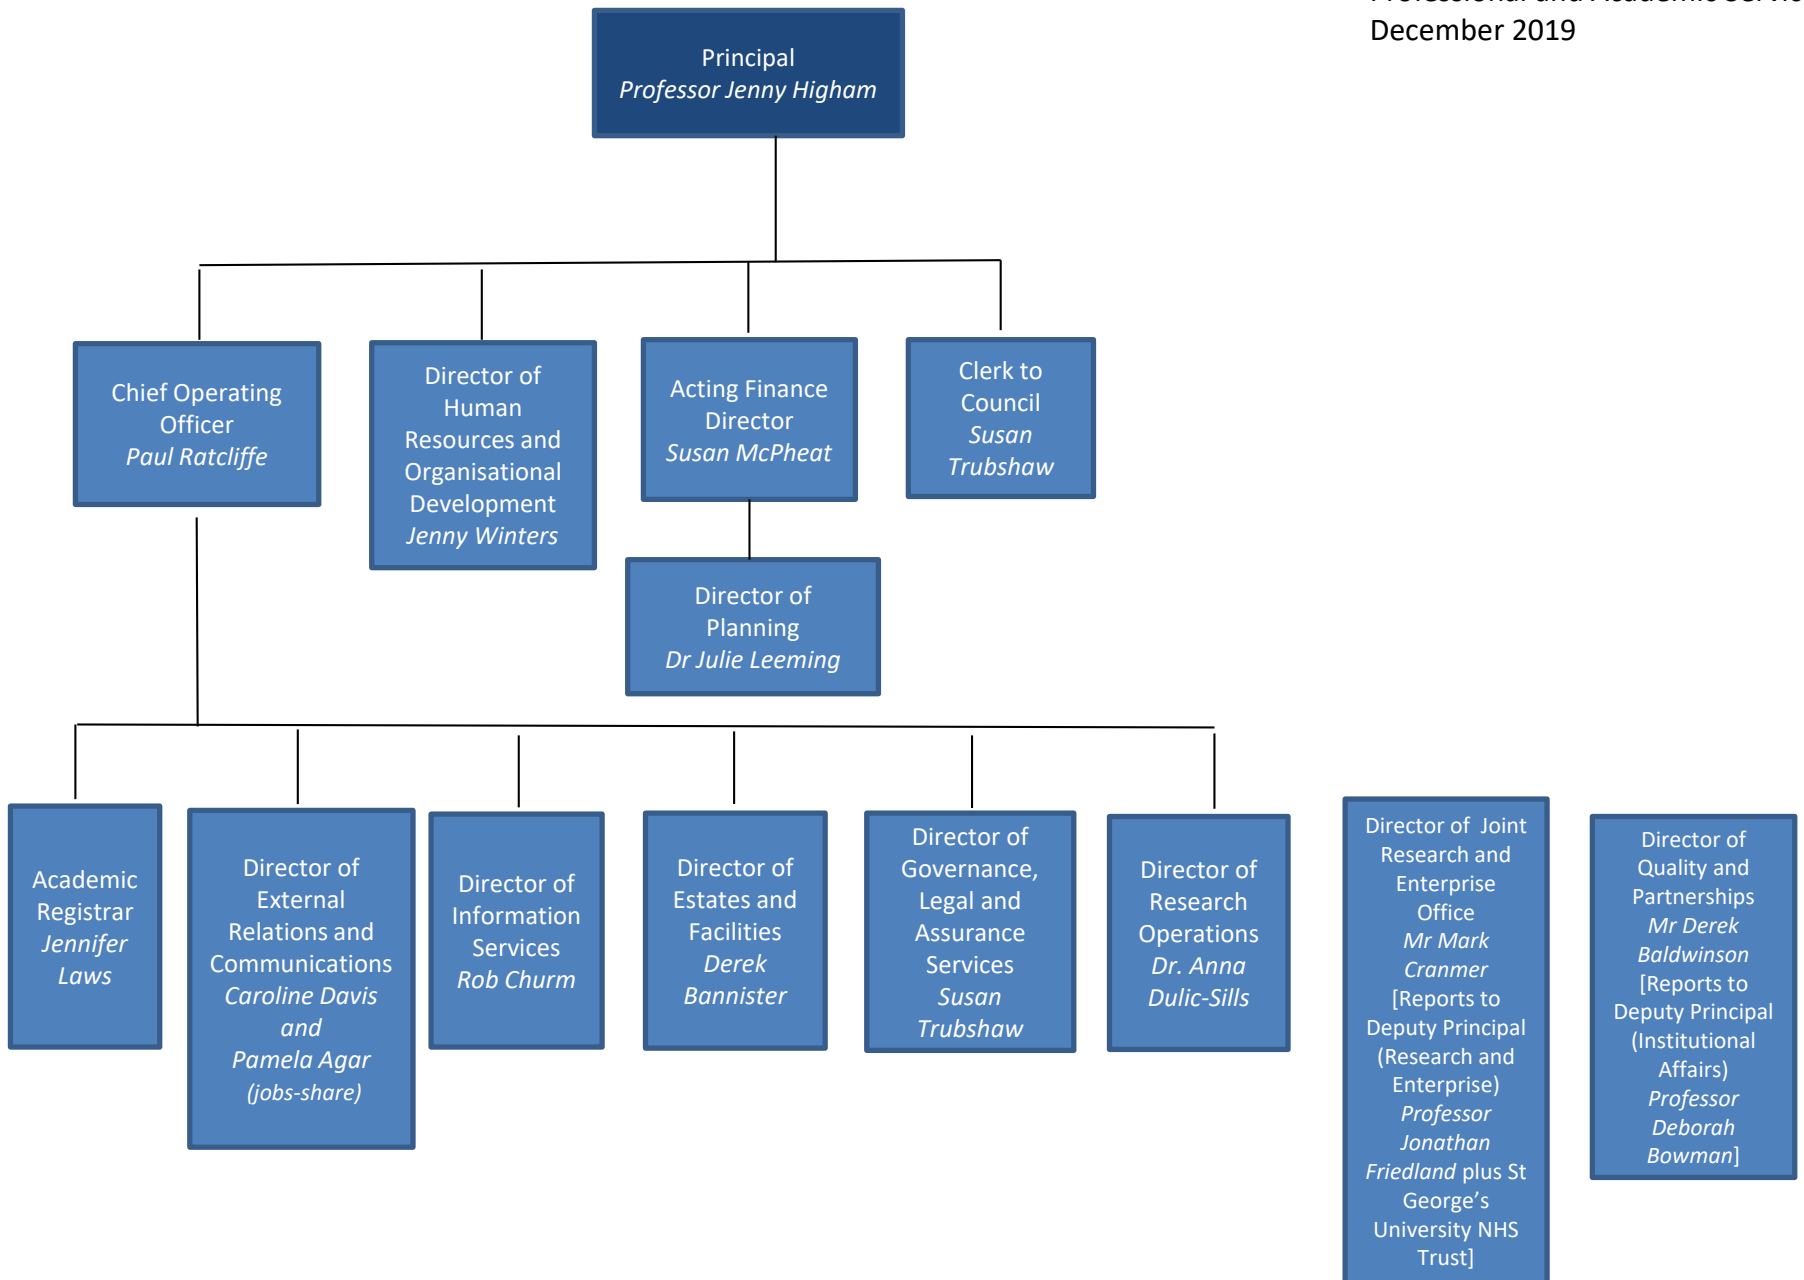 Professional and Academic Servic
December 2019
Principal
Professor Jenny Higham
Chief Operating
Officer
Paul Ratcliffe
Director of
Human
Resources and
Organisational
Development
Jenny Winters
Acting Finance
Director
Susan McPheat
Clerk to
Council
Susan
Trubshaw
Director of
Planning
Dr Julie Leeming
Academic
Registrar
Jennifer
Laws
Director of
External
Relations and
Communications
Caroline Davis
and
Pamela Agar
(jobs-share)
Director of
Information
Services
Rob Churm
Director of
Estates and
Facilities
Derek
Bannister
Director of
Governance,
Legal and
Assurance
Services
Susan
Trubshaw
Director of
Research
Operations
Dr. Anna
Dulic-Sills
Director of  Joint
Research and
Enterprise
Office
Mr Mark
Cranmer
[Reports to
Deputy Principal
(Research and
Enterprise)
Professor
Jonathan
Friedland plus St
George’s
University NHS
Trust]
Director of
Quality and
Partnerships
Mr Derek
Baldwinson
[Reports to
Deputy Principal
(Institutional
Affairs)
Professor
Deborah
Bowman]